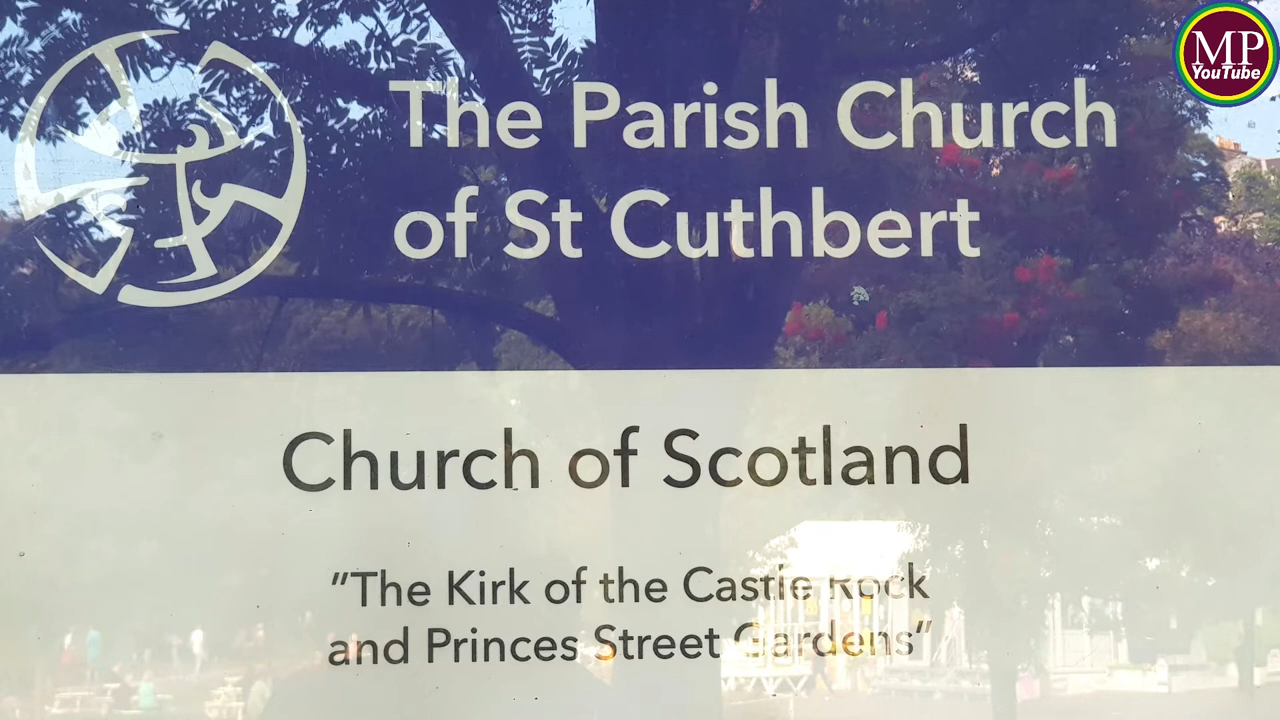 MP
YouTube
The Parish Church
of St Cuthbert
Church of Scotland
"The Kirk of the Castle Rock
and Princes Street Gardens"